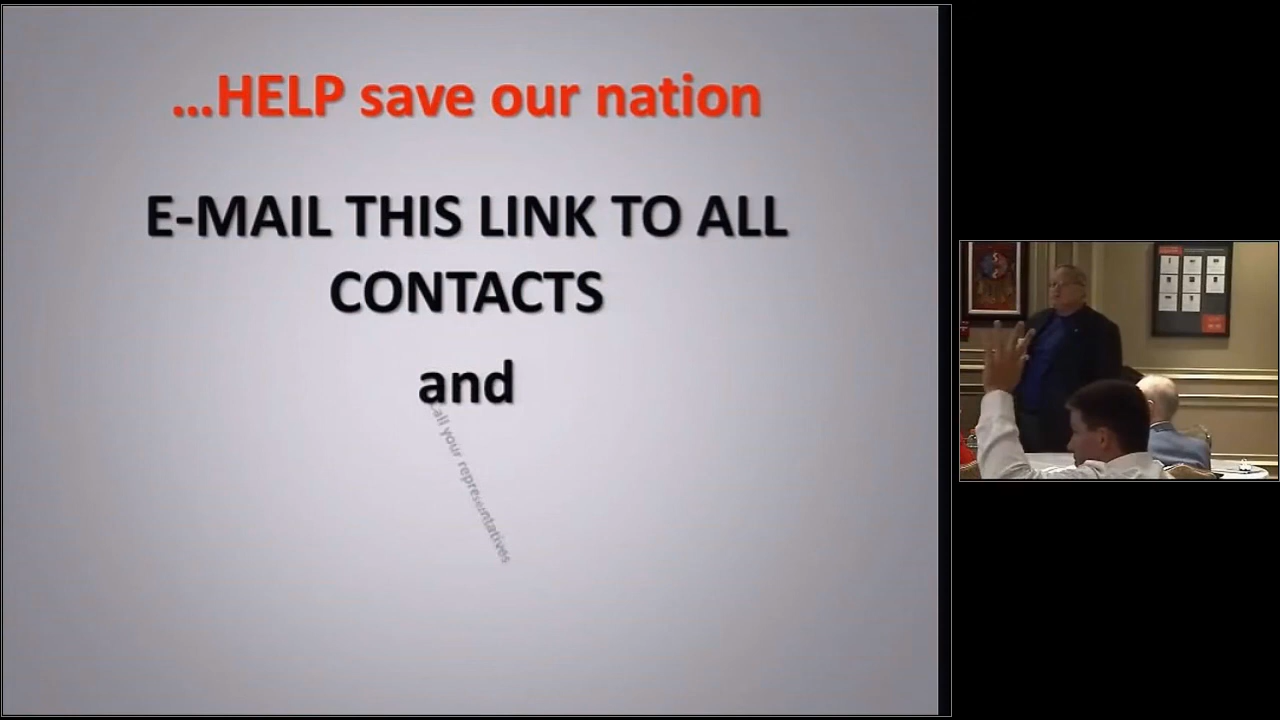 ...HELP save our nation
E-MAIL THIS LINK TO ALL
CONTACTS
and
Call your representatives